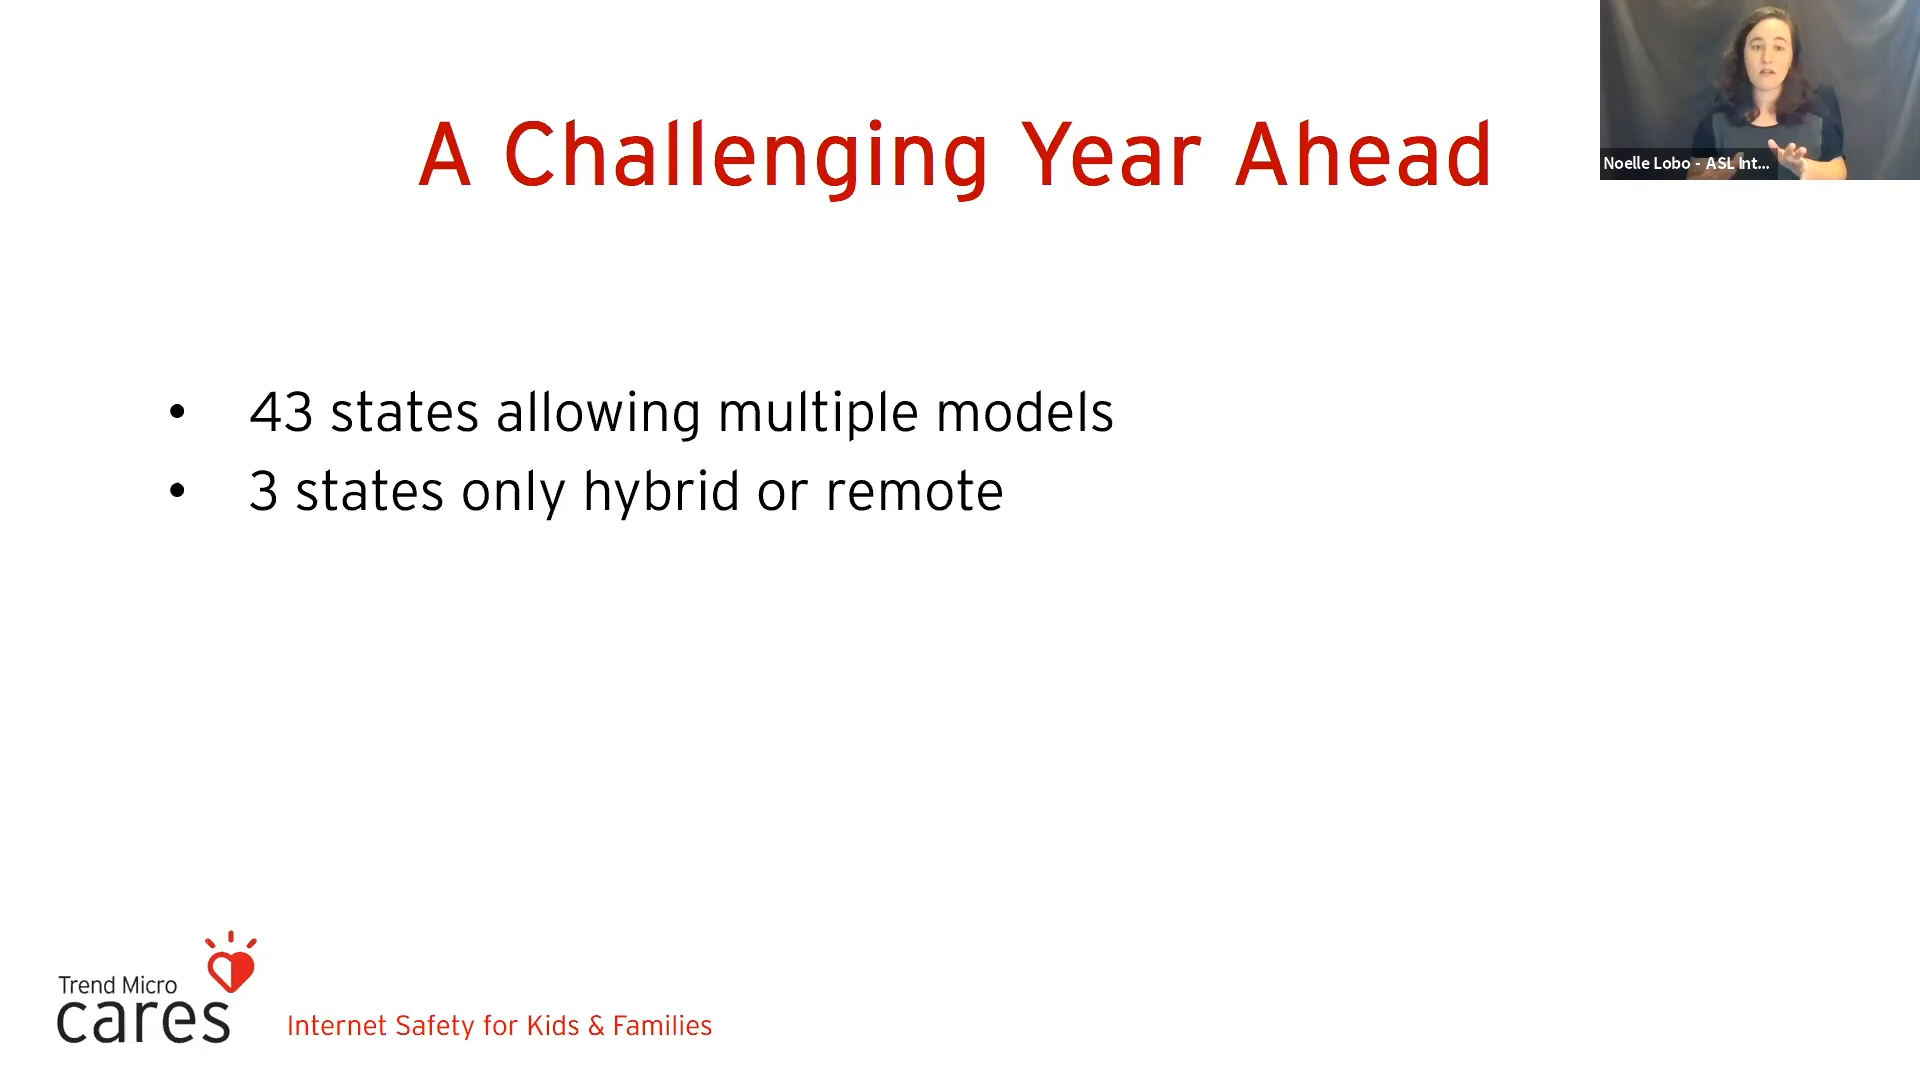 A Challenging Year Ahead
Noelle Lobo - ASL Int...
• 43 states allowing multiple models
• 3 states only hybrid or remote
Trend Micro
cares
Internet Safety for Kids & Families